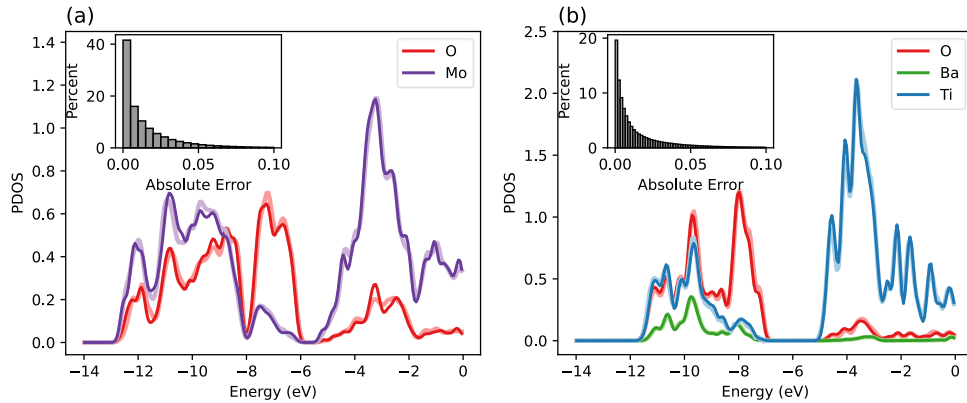 (a)
1.4
1.2
1.0
0.8
0.6
0.4
0.2
0.0
PDOS
−14 −12 −10 −8 −6 −4 −2 0
Energy (eV)
O
Mo
40
20
0
Percent
0.00 0.05 0.10
Absolute Error
(b)
2.5
2.0
1.5
1.0
0.5
0.0
PDOS
−14 −12 −10 −8 −6 −4 −2 0
Energy (eV)
O
Ba
Ti
20
10
0
Percent
0.00 0.05 0.10
Absolute Error